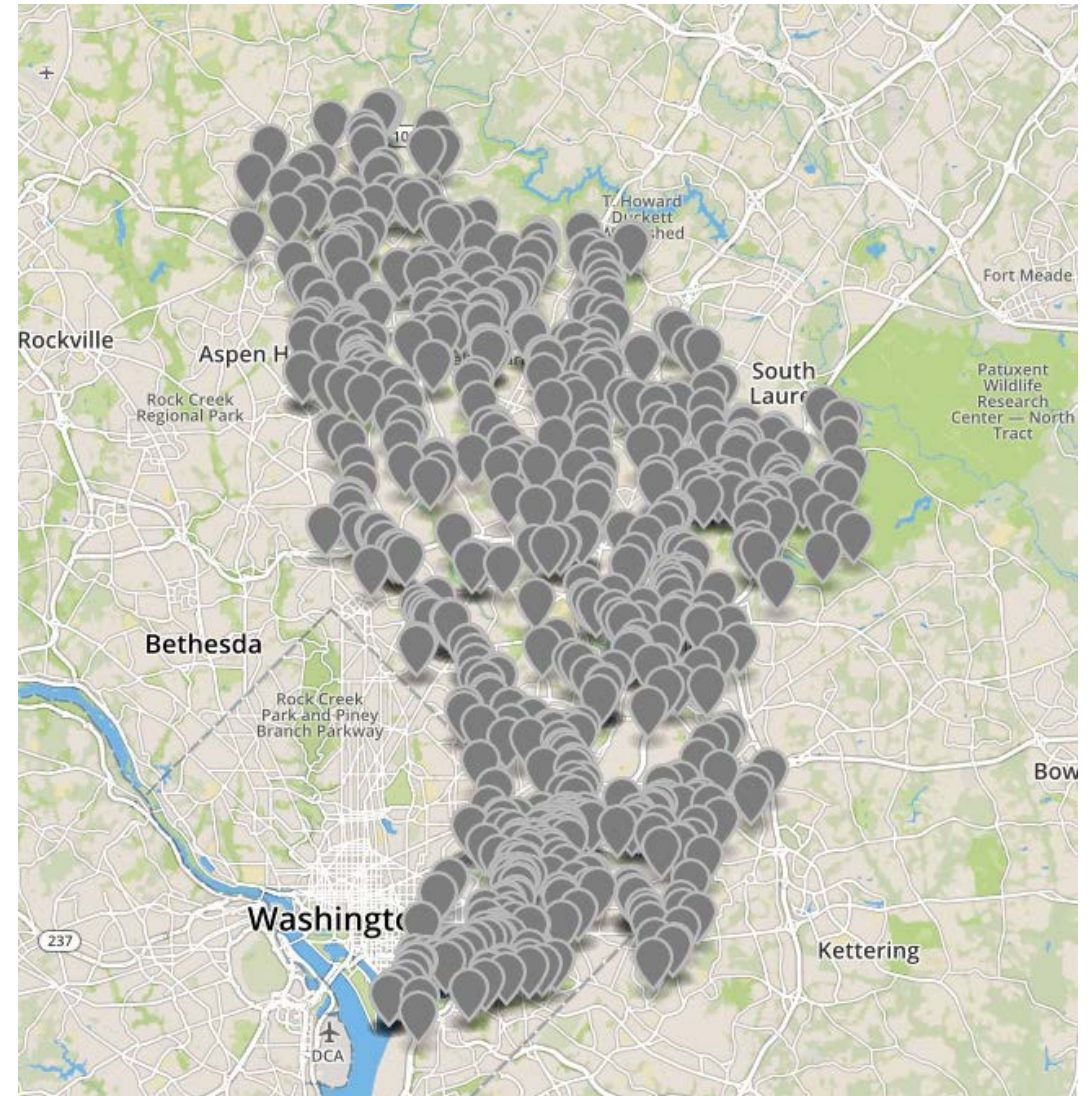 10
T. Howard
Duckett
Fort Meade
Rockville
Aspen H
South
Laure
Patuxent
Wildlife
Research
Center — North
Tract
Rock Creek
Regional Park
Bethesda
Rock Creek
Park and Piney
Branch Parkway
Bow
Washingto
237
Kettering
DCA